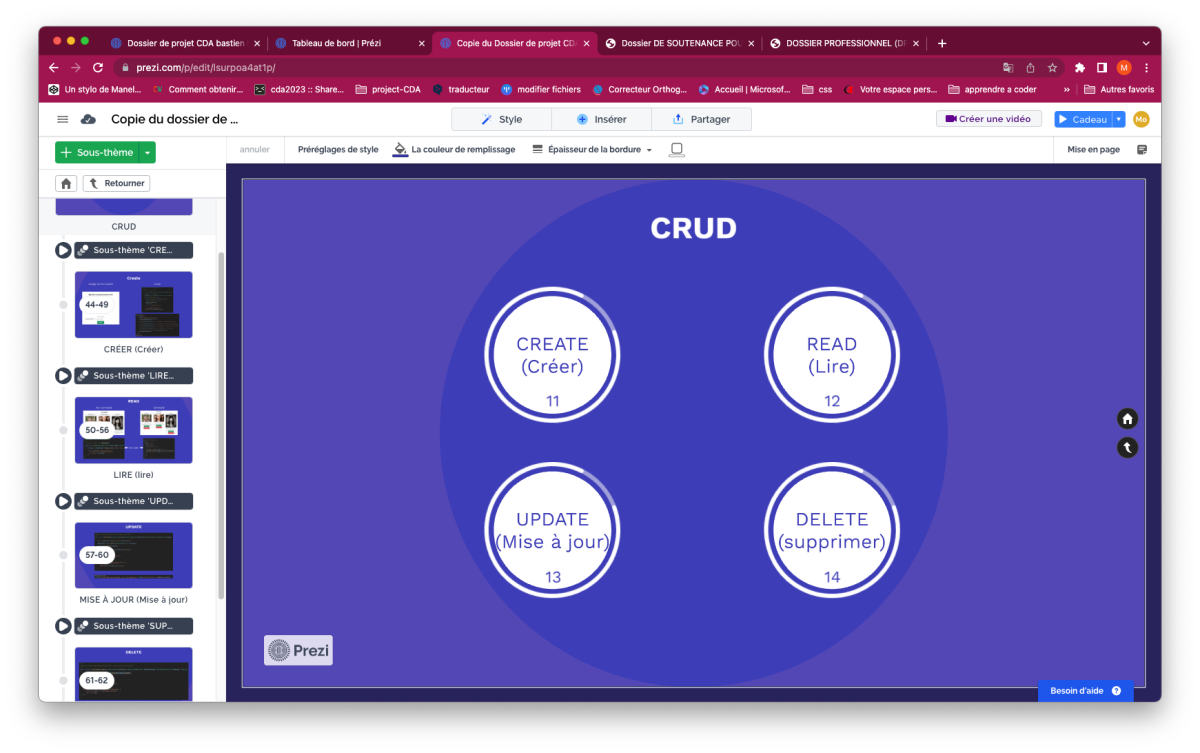 Dossier de projet CDA bastien
Tableau de bord | Prézi
Copie du Dossier de projet CD
Dossier DE SOUTENANCE POU
DOSSIER PROFESSIONNEL (D
prezi.com/p/edit/lsurpoa4at1p/
M
Un stylo de Manel...
Comment obtenir...
cda2023 :: Share...
project-CDA
traducteur
modifier fichiers
Correcteur Orthog...
Accueil | Microsof...
css
Votre espace pers...
apprendre a coder
»
Autres favoris
Copie du dossier de ...
Style
Insérer
Partager
Créer une vidéo
Cadeau
Mo
+ Sous-thème
annuler
Préréglages de style
La couleur de remplissage
Épaisseur de la bordure
Mise en page
Retourner
CRUD
Sous-thème 'CRE...
Create
44-49
CRÉER (Créer)
Sous-thème 'LIRE...
READ
50-56
LIRE (lire)
Sous-thème 'UPD...
UPDATE
57-60
MISE À JOUR (Mise à jour)
Sous-thème 'SUP...
DELETE
61-62
CRUD
CREATE
(Créer)
11
READ
(Lire)
12
UPDATE
(Mise à jour)
13
DELETE
(supprimer)
14
Prezi
Besoin d'aide ?